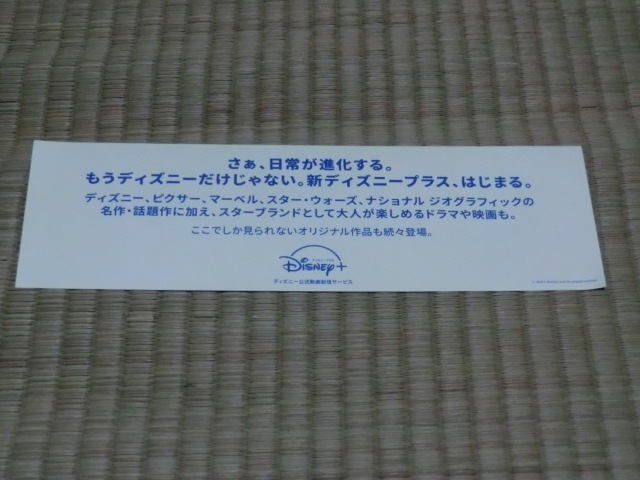 さぁ、日常が進化する。
もうディズニーだけじゃない。新ディズニープラス、はじまる。
ディズニー、ピクサー、マーベル、スター・ウォーズ、ナショナル ジオグラフィックの
名作・話題作に加え、スターブランドとして大人が楽しめるドラマや映画も。
ここでしか見られないオリジナル作品も続々登場。
Disney+
ディズニー公式動画配信サービス